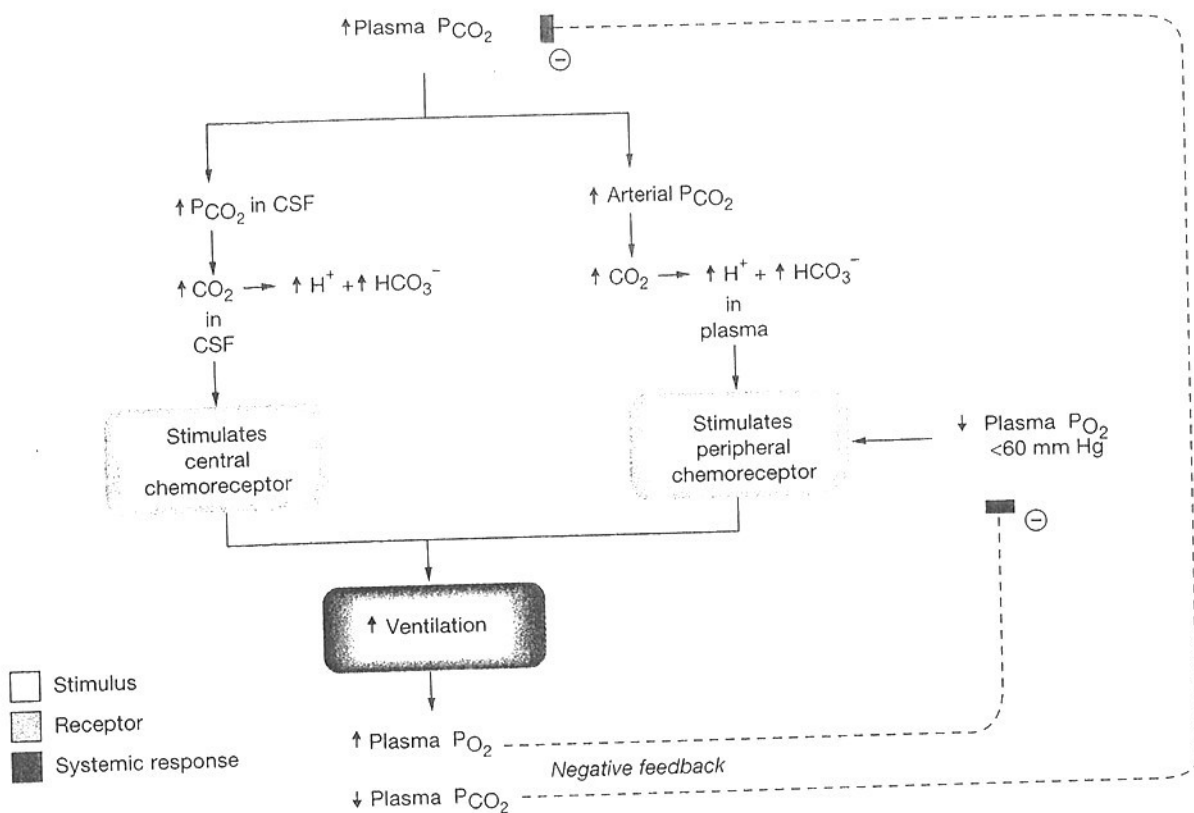 ↑Plasma PCO2
⊖
↑ PCO2 in CSF
↑ Arterial PCO2
↑ CO2 → ↑ H+ + ↑ HCO3−
in
CSF
↑ CO2 → ↑ H+ + ↑ HCO3−
in
plasma
Stimulates
central
chemoreceptor
Stimulates
peripheral
chemoreceptor
↓ Plasma PO2
<60 mm Hg
⊖
↑ Ventilation
Stimulus
Receptor
Systemic response
↑ Plasma PO2
Negative feedback
↓ Plasma PCO2